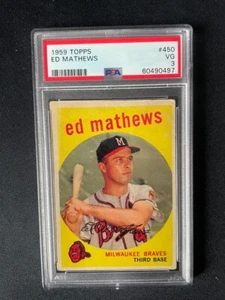 1959 TOPPS #450
ED MATHEWS VG
PSA 3
60490497
ed mathews
MILWAUKEE BRAVES
THIRD BASE